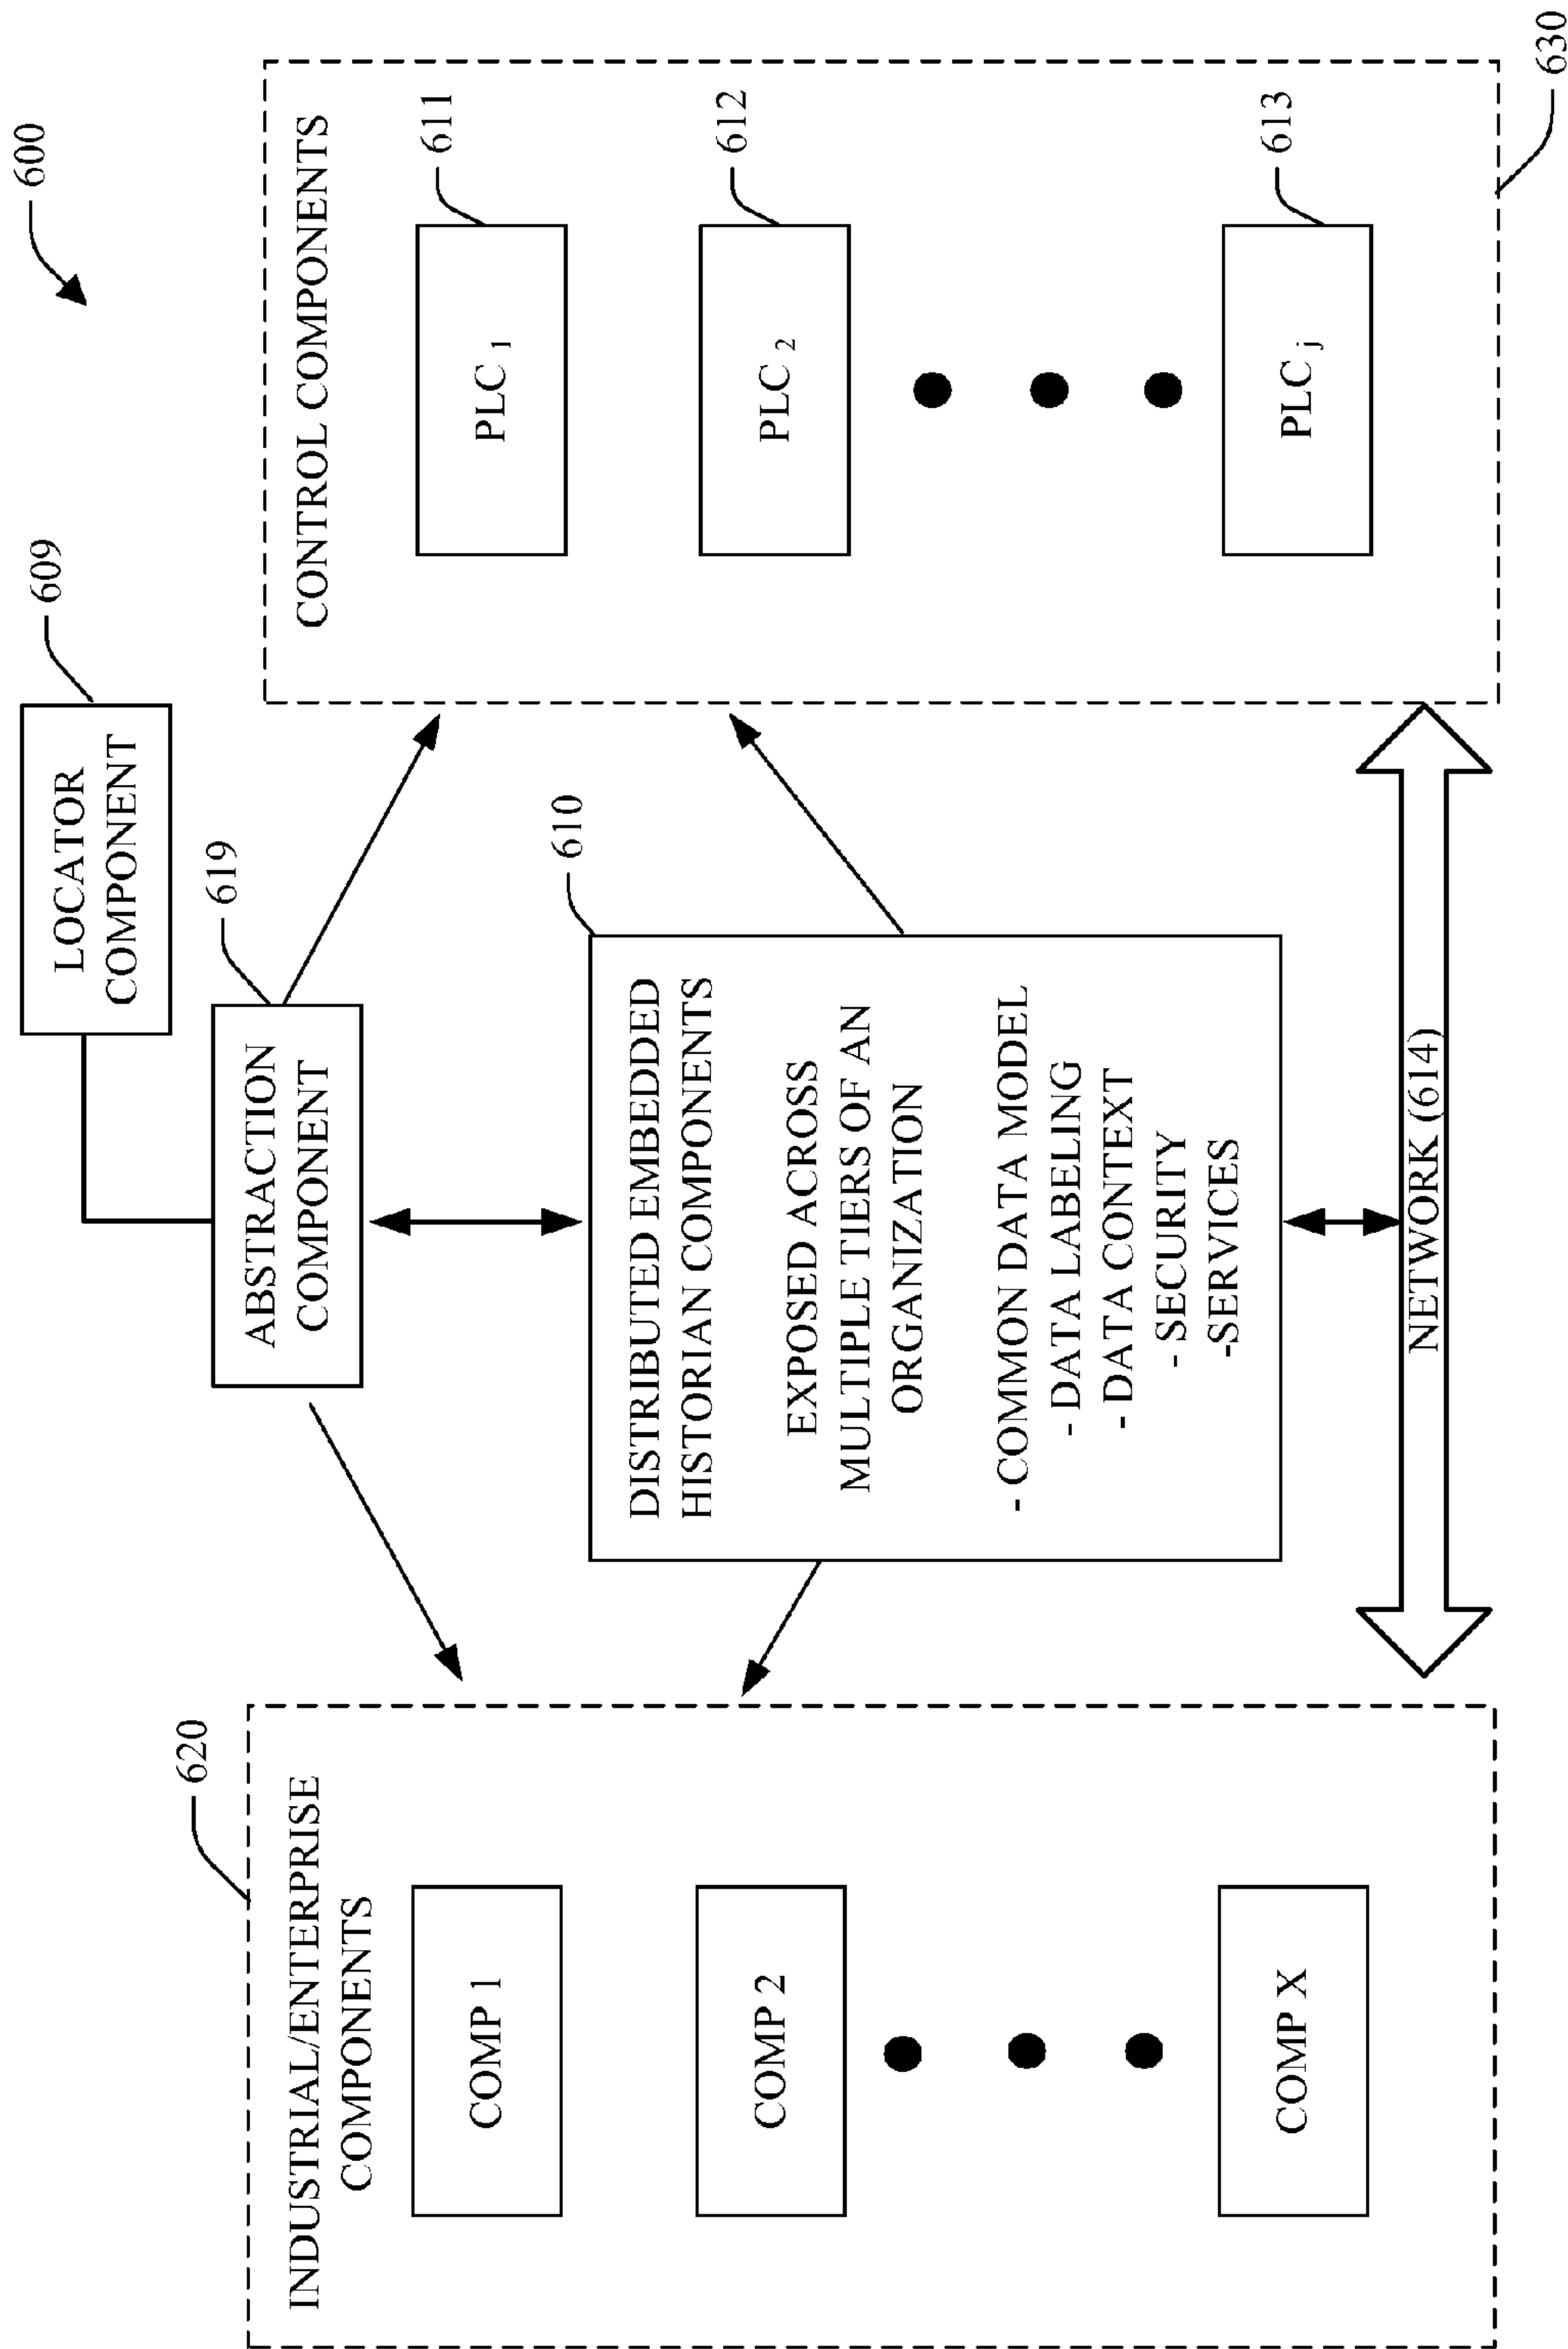 600
LOCATOR
COMPONENT
609
620
INDUSTRIAL/ENTERPRISE
COMPONENTS
COMP 1
COMP 2
COMP X
ABSTRACTION
COMPONENT
619
610
DISTRIBUTED EMBEDDED
HISTORIAN COMPONENTS
EXPOSED ACROSS
MULTIPLE TIERS OF AN
ORGANIZATION
- COMMON DATA MODEL
- DATA LABELING
- DATA CONTEXT
- SECURITY
-SERVICES
NETWORK (614)
CONTROL COMPONENTS
PLC 1
611
PLC 2
612
PLC j
613
630